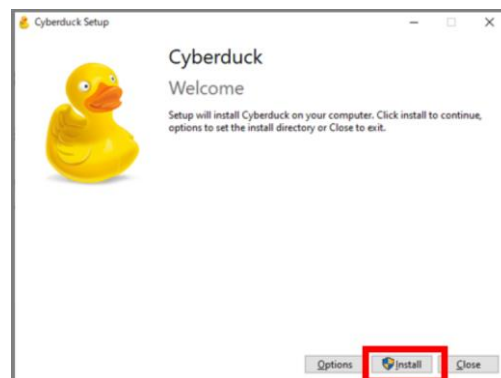 Cyberduck Setup
Cyberduck
Welcome
Setup will install Cyberduck on your computer. Click install to continue,
options to set the install directory or Close to exit.
Options Install Close